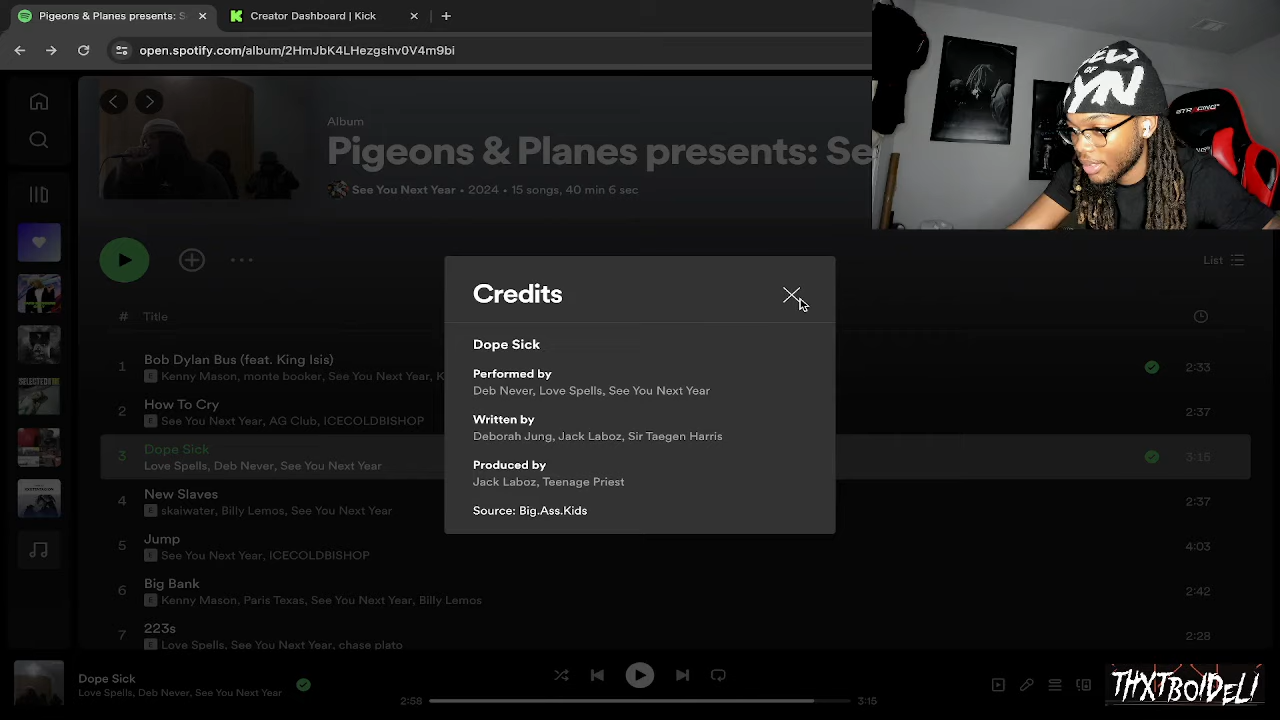 Pigeons & Planes presents: S
Creator Dashboard | Kick
open.spotify.com/album/2HmJbK4LHezgshv0V4m9bi
Album
Pigeons & Planes presents: Se
See You Next Year • 2024 • 15 songs, 40 min 6 sec
List
# Title
1 Bob Dylan Bus (feat. King Isis) 2:33
E Kenny Mason, monte booker, See You Next Year, K
2 How To Cry 2:37
E See You Next Year, AG Club, ICECOLDBISHOP
3 Dope Sick 3:15
Love Spells, Deb Never, See You Next Year
4 New Slaves 2:37
E skaiwater, Billy Lemos, See You Next Year
5 Jump 4:03
E See You Next Year, ICECOLDBISHOP
6 Big Bank 2:42
E Kenny Mason, Paris Texas, See You Next Year, Billy Lemos
7 223s 2:28
E Love Spells, See You Next Year, chase plato
Credits
Dope Sick
Performed by
Deb Never, Love Spells, See You Next Year
Written by
Deborah Jung, Jack Laboz, Sir Taegen Harris
Produced by
Jack Laboz, Teenage Priest
Source: Big.Ass.Kids
Dope Sick
Love Spells, Deb Never, See You Next Year
2:58
3:15
THXTBOIDELI